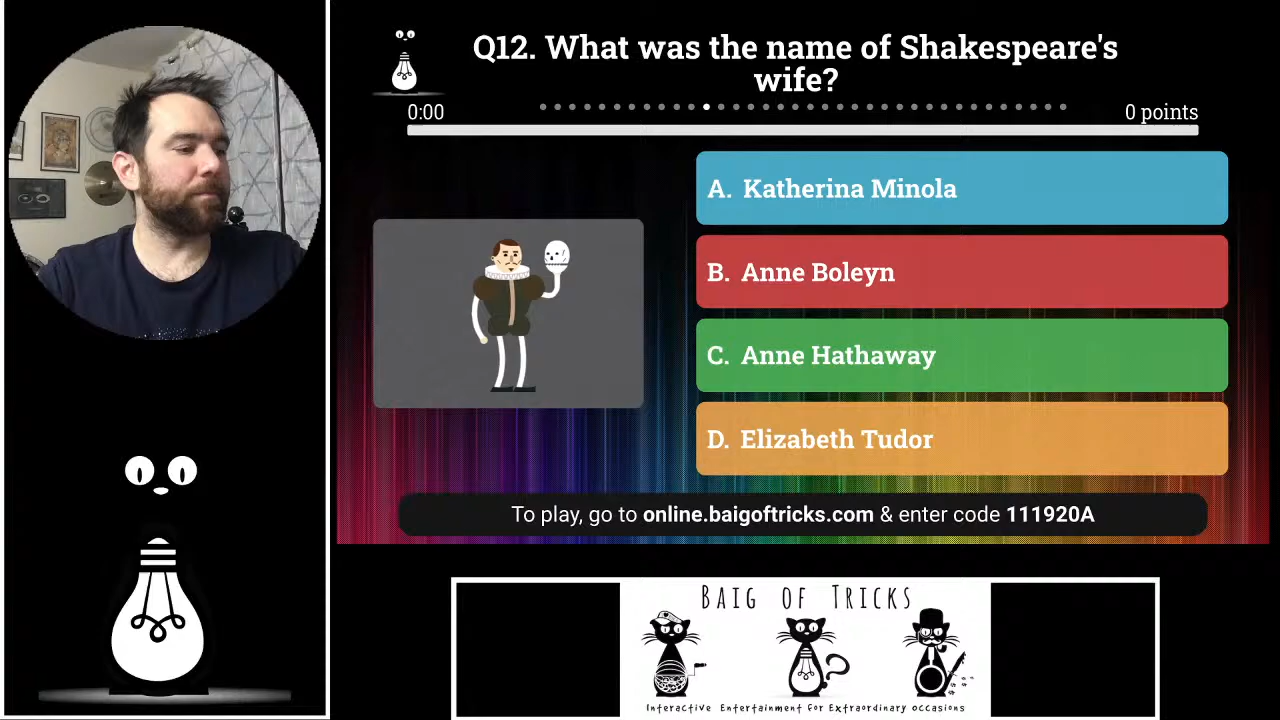 Q12. What was the name of Shakespeare's
wife?
0:00
0 points
A. Katherina Minola
B. Anne Boleyn
C. Anne Hathaway
D. Elizabeth Tudor
To play, go to online.baigoftricks.com & enter code 111920A
BAIG OF TRICKS
Interactive Entertainment for Extraordinary Occasions